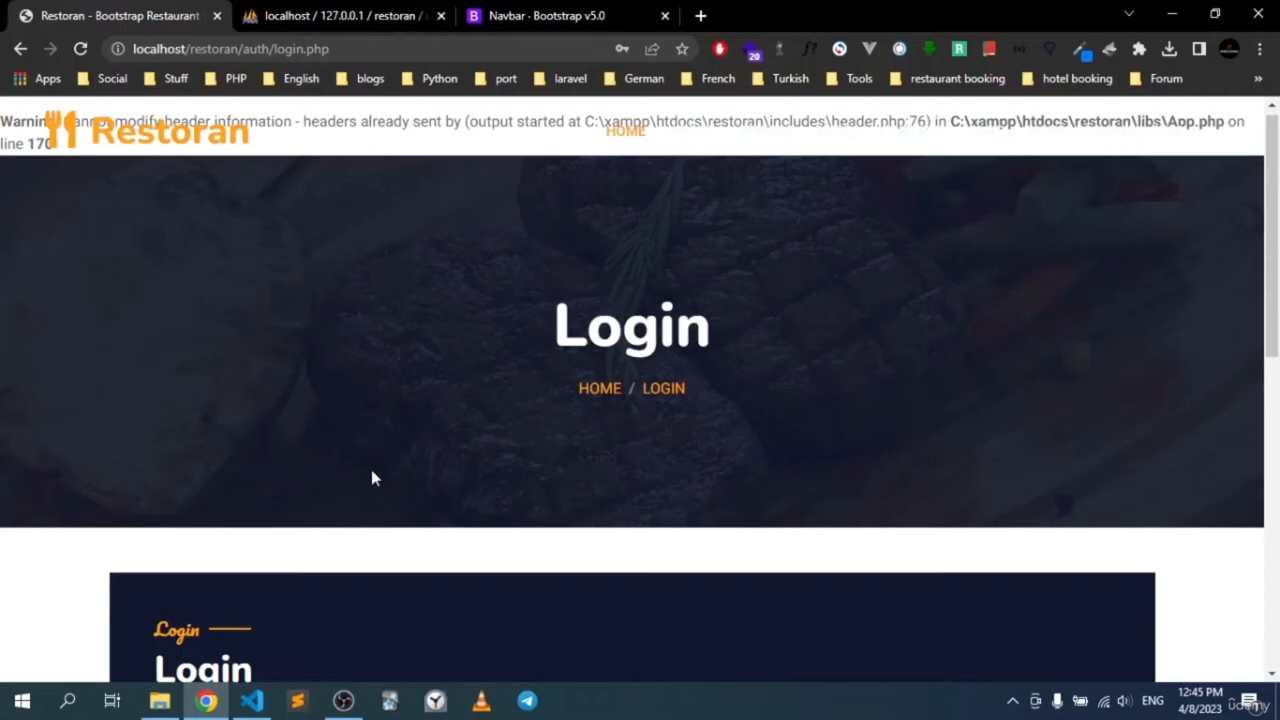 Restoran - Bootstrap Restaurant
localhost / 127.0.0.1 / restoran /
B Navbar · Bootstrap v5.0
localhost/restoran/auth/login.php
20
R
Apps Social Stuff PHP English blogs Python port laravel German French Turkish Tools restaurant booking hotel booking Forum »
Warning: Cannot modify header information - headers already sent by (output started at C:\xampp\htdocs\restoran\includes\header.php:76) in C:\xampp\htdocs\restoran\libs\App.php on
line 170
Restoran
HOME
Login
HOME / LOGIN
Login
Login
ENG
12:45 PM
4/8/2023
udemy